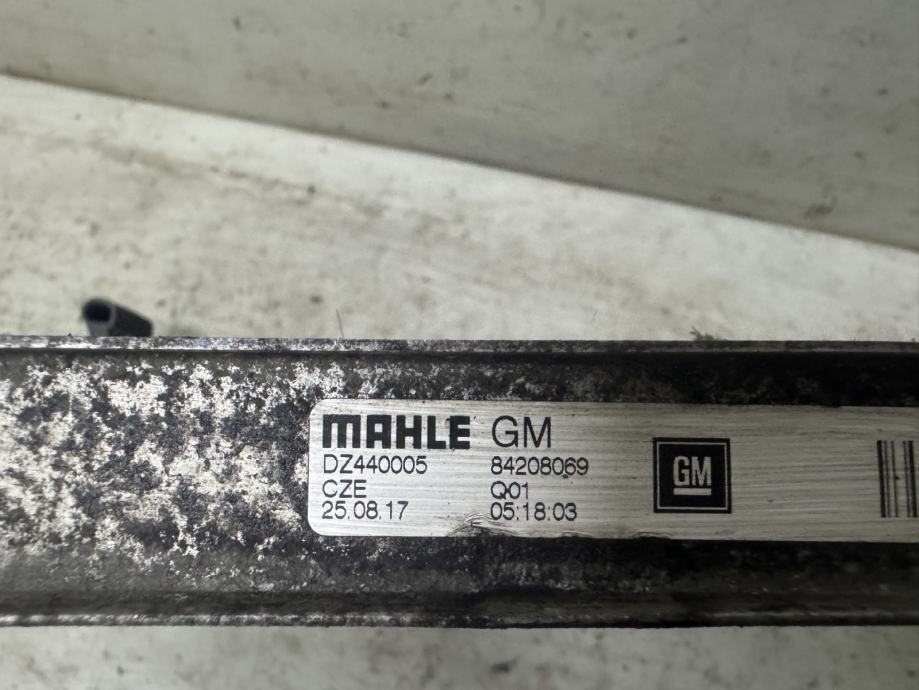 MAHLE GM
DZ440005 84208069
CZE Q01
25.08.17 05:18:03
GM